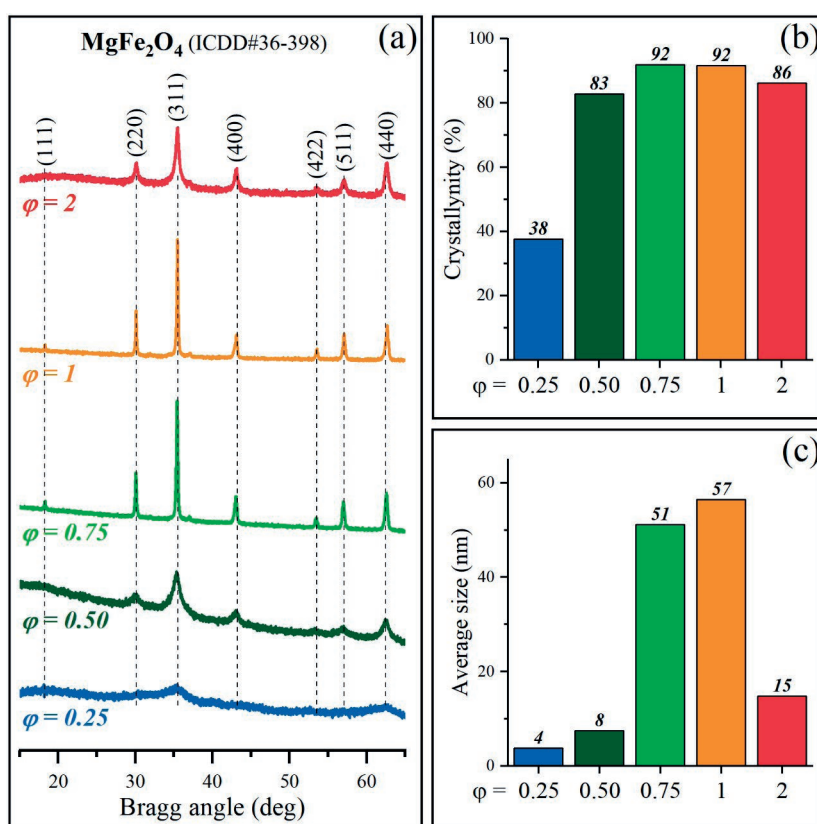 MgFe₂O₄ (ICDD#36-398) (a)
(111) (220) (311) (400) (422) (511) (440)
φ = 2
φ = 1
φ = 0.75
φ = 0.50
φ = 0.25
20 30 40 50 60
Bragg angle (deg)
(b)
Crystallynity (%)
100
80
60
40
20
0
38 83 92 92 86
φ = 0.25 0.50 0.75 1 2
(c)
Average size (nm)
60
40
20
0
4 8 51 57 15
φ = 0.25 0.50 0.75 1 2